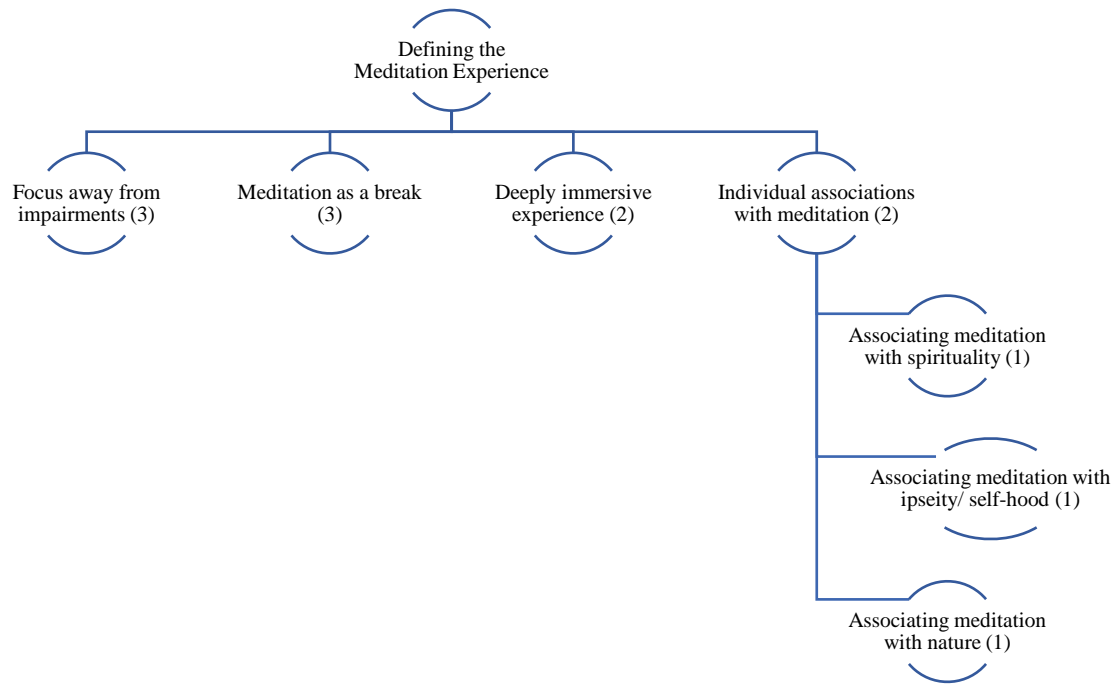 Defining the
Meditation Experience
Focus away from
impairments (3)
Meditation as a break
(3)
Deeply immersive
experience (2)
Individual associations
with meditation (2)
Associating meditation
with spirituality (1)
Associating meditation with
ipseity/ self-hood (1)
Associating meditation
with nature (1)